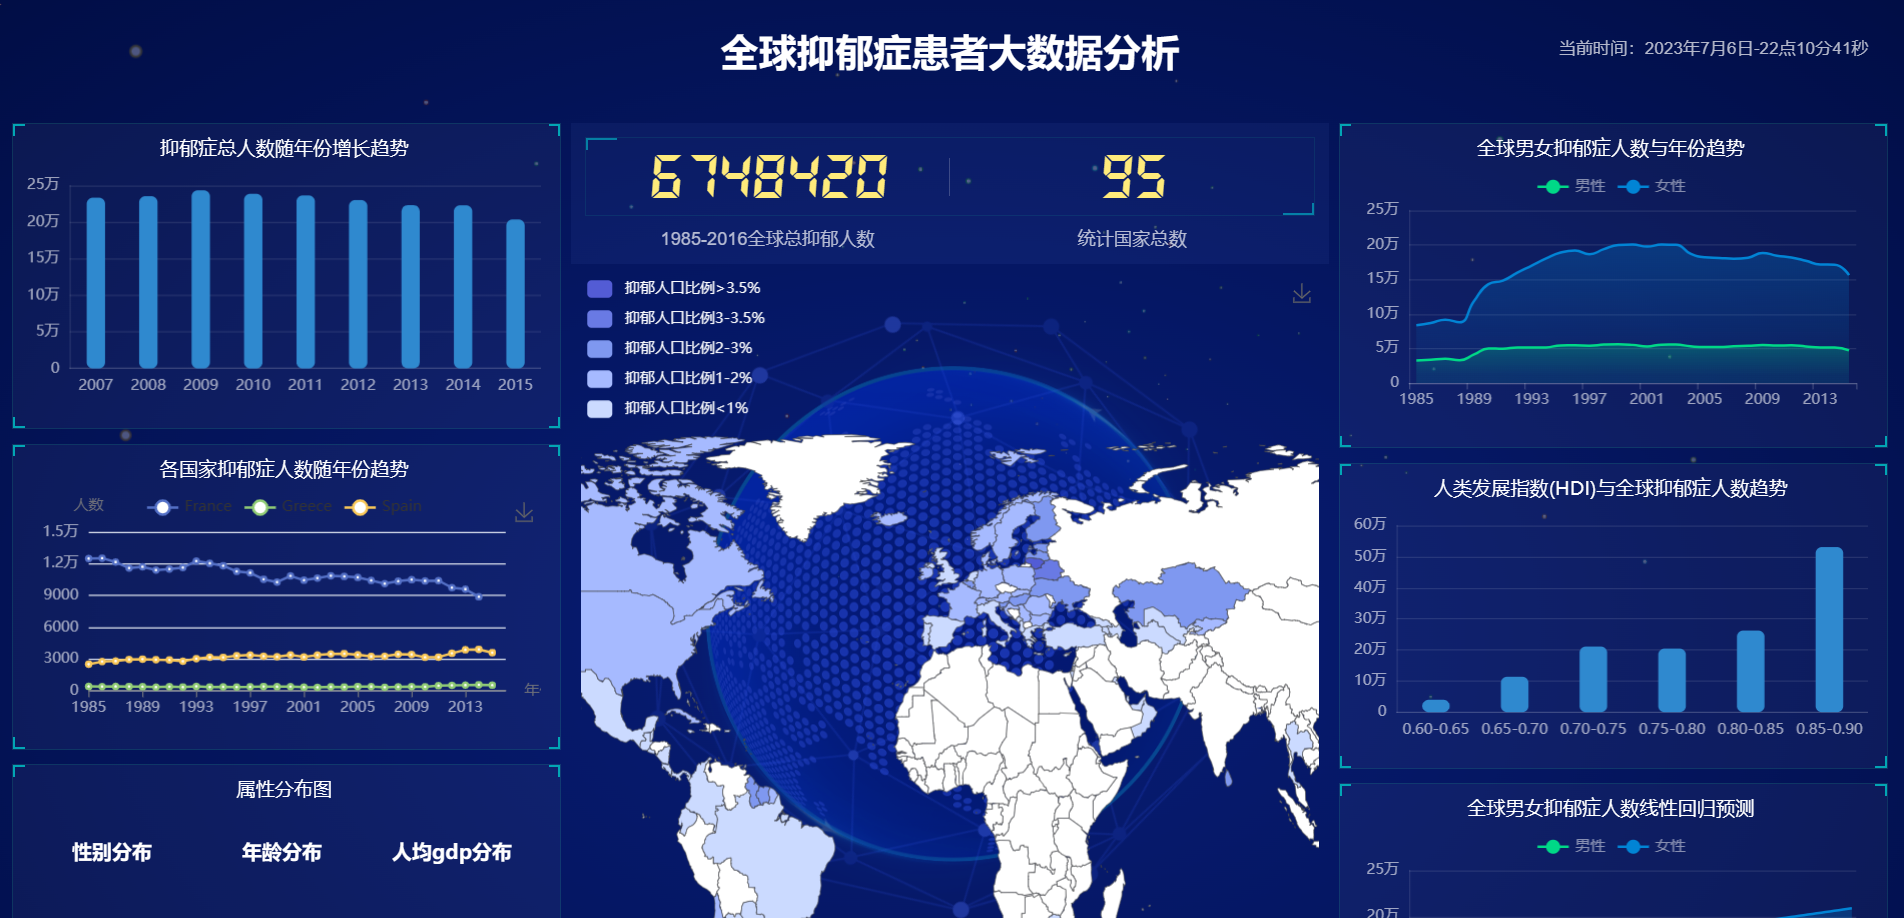 全球抑郁症患者大数据分析
当前时间：2023年7月6日-22点10分41秒
抑郁症总人数随年份增长趋势
25万
20万
15万
10万
5万
0
2007 2008 2009 2010 2011 2012 2013 2014 2015
各国家抑郁症人数随年份趋势
人数 France Greece Spain
1.5万
1.2万
9000
6000
3000
0
年
1985 1989 1993 1997 2001 2005 2009 2013
属性分布图
性别分布 年龄分布 人均gdp分布
6748420 95
1985-2016全球总抑郁人数 统计国家总数
抑郁人口比例>3.5%
抑郁人口比例3-3.5%
抑郁人口比例2-3%
抑郁人口比例1-2%
抑郁人口比例<1%
全球男女抑郁症人数与年份趋势
男性 女性
25万
20万
15万
10万
5万
0
1985 1989 1993 1997 2001 2005 2009 2013
人类发展指数(HDI)与全球抑郁症人数趋势
60万
50万
40万
30万
20万
10万
0
0.60-0.65 0.65-0.70 0.70-0.75 0.75-0.80 0.80-0.85 0.85-0.90
全球男女抑郁症人数线性回归预测
男性 女性
25万
20万